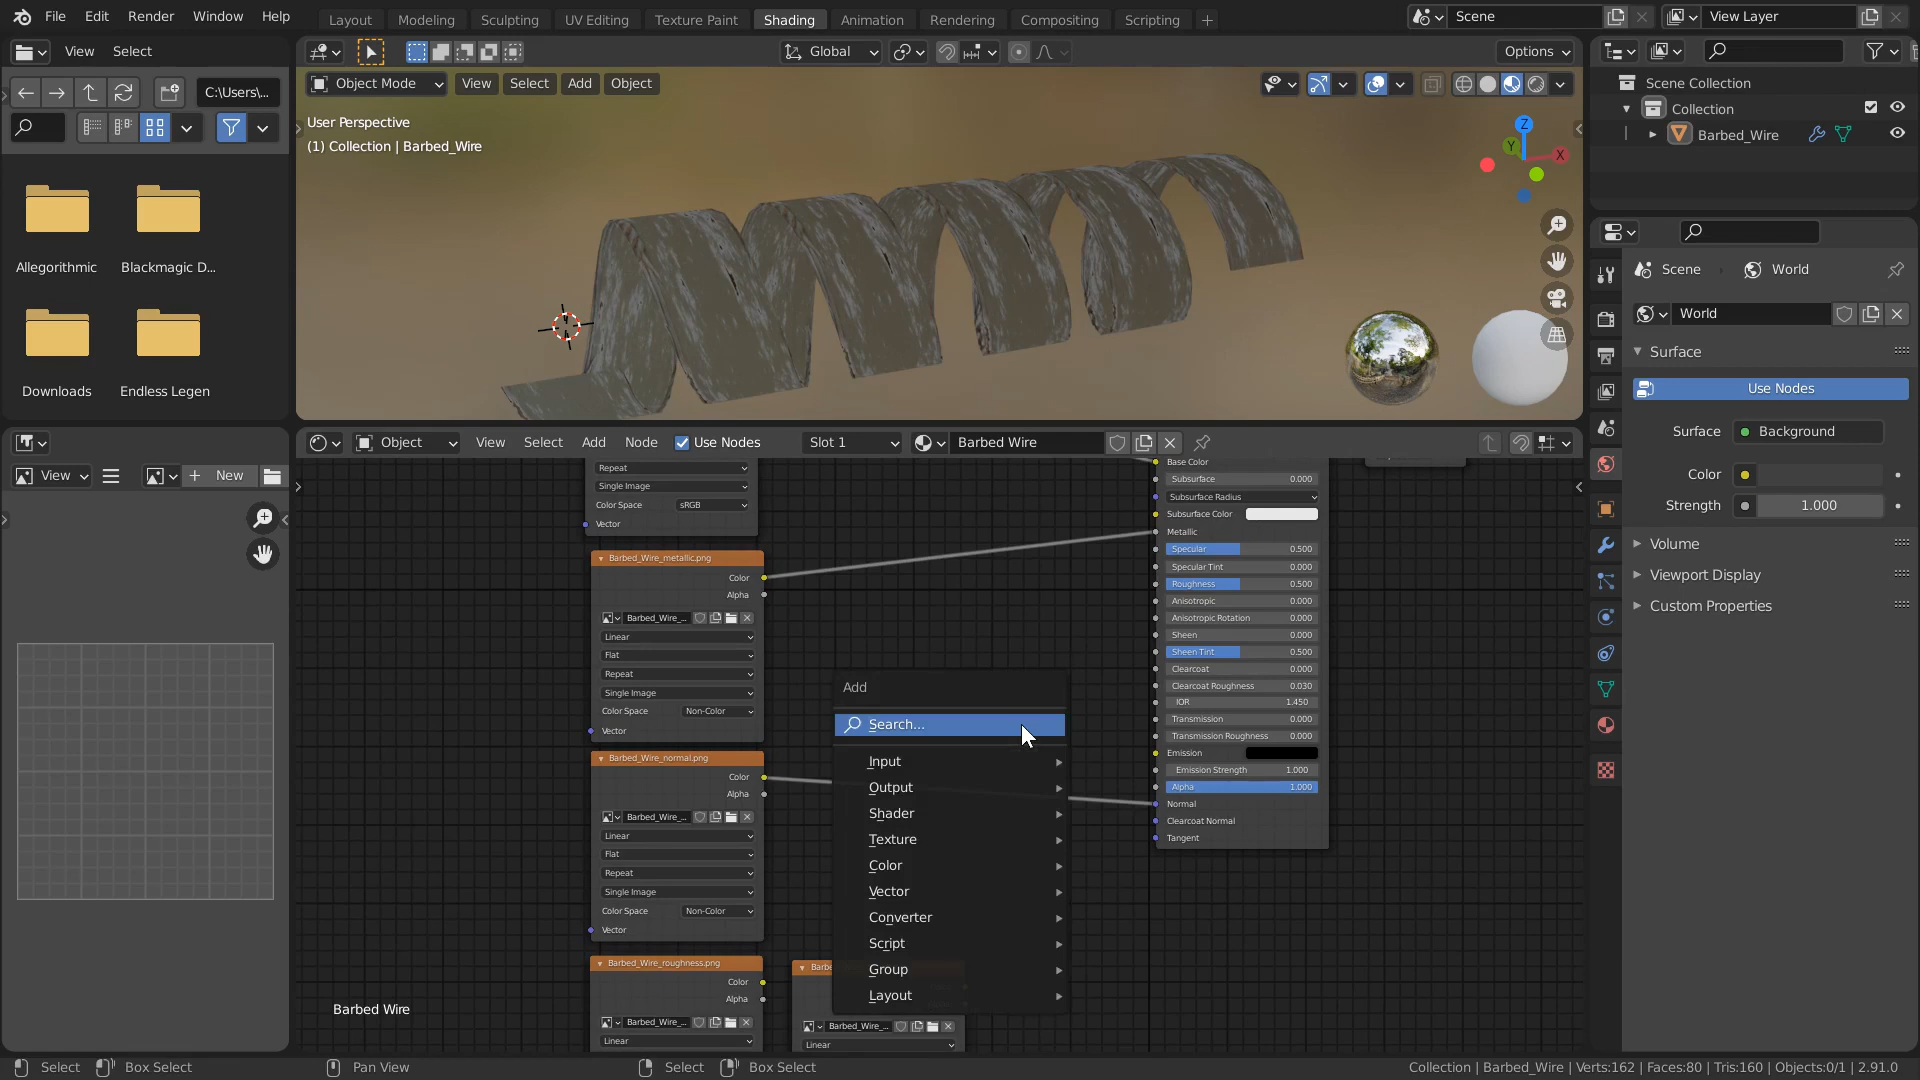 File Edit Render Window Help
Layout Modeling Sculpting UV Editing Texture Paint Shading Animation Rendering Compositing Scripting +
Scene
View Layer
View Select
Global
Options
C:\Users\...
Object Mode View Select Add Object
User Perspective
(1) Collection | Barbed_Wire
Z
Y
X
Scene Collection
Collection
Barbed_Wire
Allegorithmic
Blackmagic D...
Downloads
Endless Legen
Scene
World
World
Surface
Use Nodes
Surface
Background
Color
Strength
1.000
Volume
Viewport Display
Custom Properties
View
New
Object View Select Add Node Use Nodes Slot 1 Barbed Wire
Repeat
Single Image
Color Space sRGB
Vector
Barbed_Wire_metallic.png
Color
Alpha
Barbed_Wire_...
Linear
Flat
Repeat
Single Image
Color Space Non-Color
Vector
Barbed_Wire_normal.png
Color
Alpha
Barbed_Wire_...
Linear
Flat
Repeat
Single Image
Color Space Non-Color
Vector
Barbed_Wire_roughness.png
Color
Alpha
Barbed_Wire_...
Linear
Barbe
Barbed_Wire_...
Linear
Add
Search...
Input
Output
Shader
Texture
Color
Vector
Converter
Script
Group
Layout
Base Color
Subsurface 0.000
Subsurface Radius
Subsurface Color
Metallic
Specular 0.500
Specular Tint 0.000
Roughness 0.500
Anisotropic 0.000
Anisotropic Rotation 0.000
Sheen 0.000
Sheen Tint 0.500
Clearcoat 0.000
Clearcoat Roughness 0.030
IOR 1.450
Transmission 0.000
Transmission Roughness 0.000
Emission
Emission Strength 1.000
Alpha 1.000
Normal
Clearcoat Normal
Tangent
Barbed Wire
Select Box Select Pan View Select Box Select
Collection | Barbed_Wire | Verts:162 | Faces:80 | Tris:160 | Objects:0/1 | 2.91.0